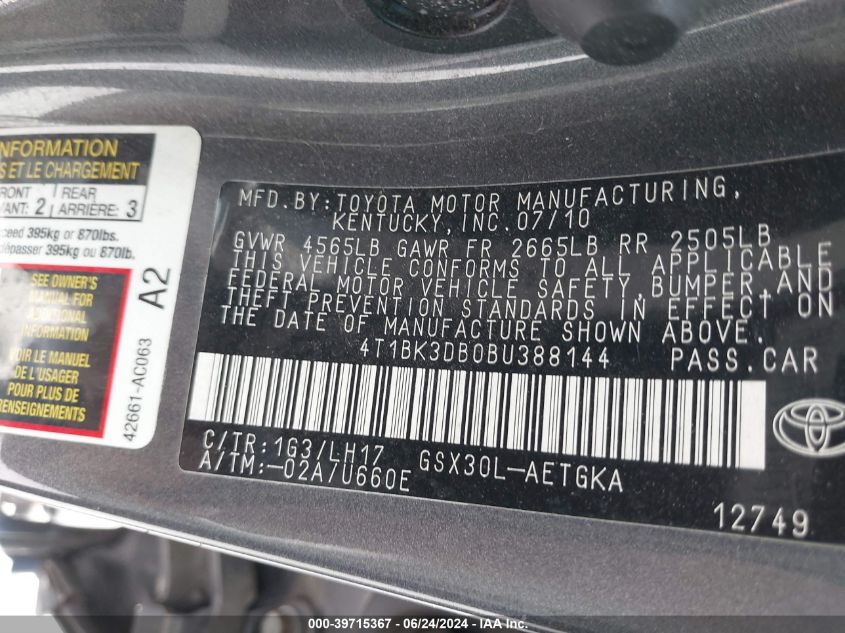 NFORMATION
S ET LE CHARGEMENT
RONT 2 REAR 3
ANT: ARRIÈRE:
ceed 395kg or 870lbs.
dépasser 395kg ou 870lb.
SEE OWNER'S
MANUAL FOR
ADDITIONAL
INFORMATION
VOIR LE MANUEL
DE L'USAGER
POUR PLUS DE
RENSEIGNEMENTS
A2
42661-AC063
MFD.BY:TOYOTA MOTOR MANUFACTURING,
KENTUCKY,INC.07/10
GVWR 4565LB GAWR FR 2665LB RR 2505LB
THIS VEHICLE CONFORMS TO ALL APPLICABLE
FEDERAL MOTOR VEHICLE SAFETY,BUMPER,AND
THEFT PREVENTION STANDARDS IN EFFECT ON
THE DATE OF MANUFACTURE SHOWN ABOVE.
4T1BK3DB0BU388144 PASS.CAR
C/TR:1G3/LH17 GSX30L-AETGKA
A/TM:-02A/U660E
12749
000-39715367 - 06/24/2024 - IAA Inc.